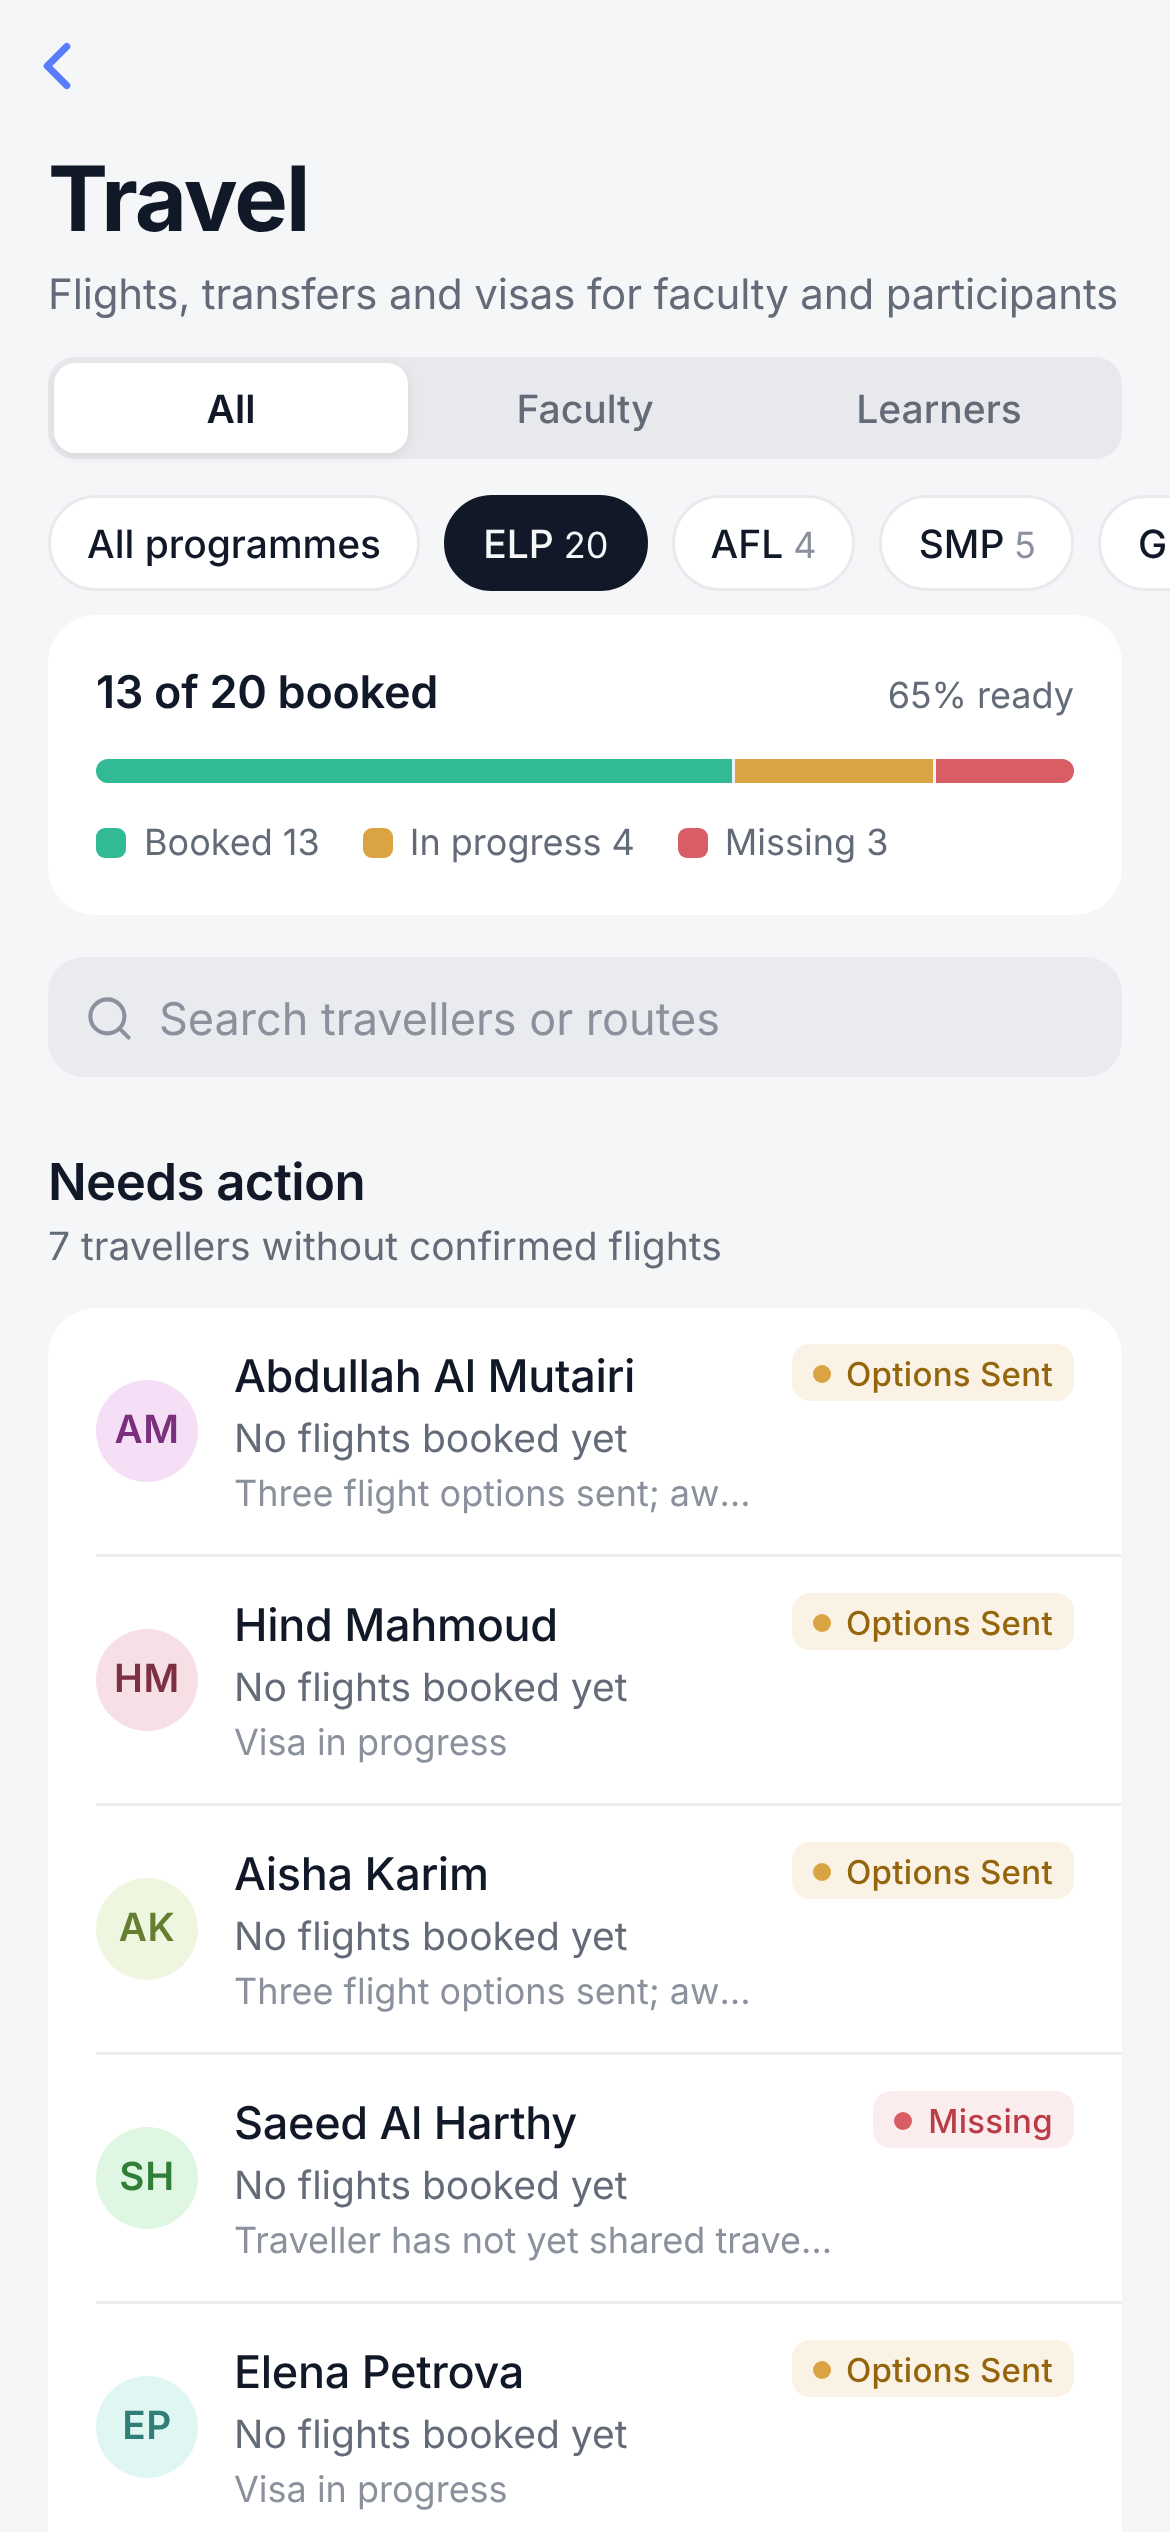 Travel
Flights, transfers and visas for faculty and participants
All Faculty Learners
All programmes ELP 20 AFL 4 SMP 5 G
13 of 20 booked 65% ready
Booked 13 In progress 4 Missing 3
Search travellers or routes
Needs action
7 travellers without confirmed flights
Abdullah Al Mutairi Options Sent
AM
No flights booked yet
Three flight options sent; aw...
Hind Mahmoud Options Sent
HM
No flights booked yet
Visa in progress
Aisha Karim Options Sent
AK
No flights booked yet
Three flight options sent; aw...
Saeed Al Harthy Missing
SH
No flights booked yet
Traveller has not yet shared trave...
Elena Petrova Options Sent
EP
No flights booked yet
Visa in progress